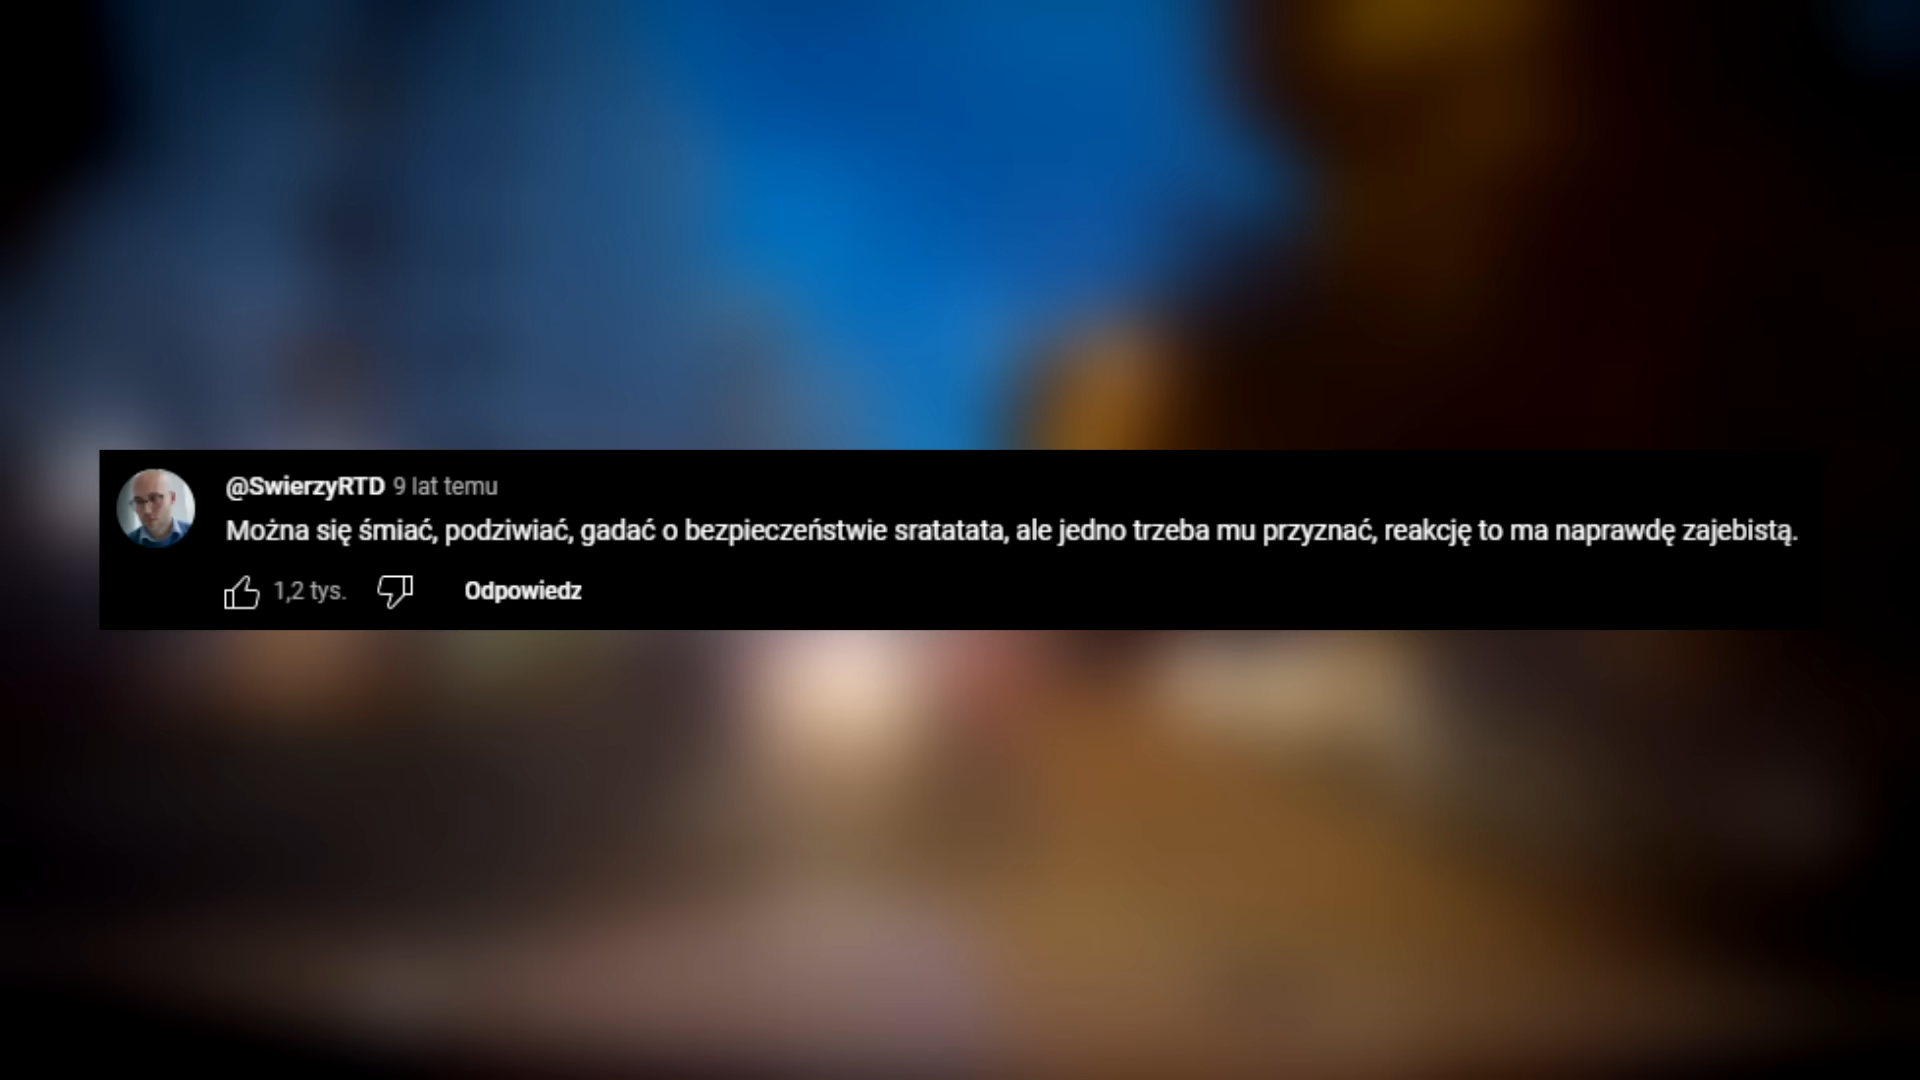 @SwierzyRTD 9 lat temu
Można się śmiać, podziwiać, gadać o bezpieczeństwie sratatata, ale jedno trzeba mu przyznać, reakcję to ma naprawdę zajebistą.
1,2 tys. Odpowiedz